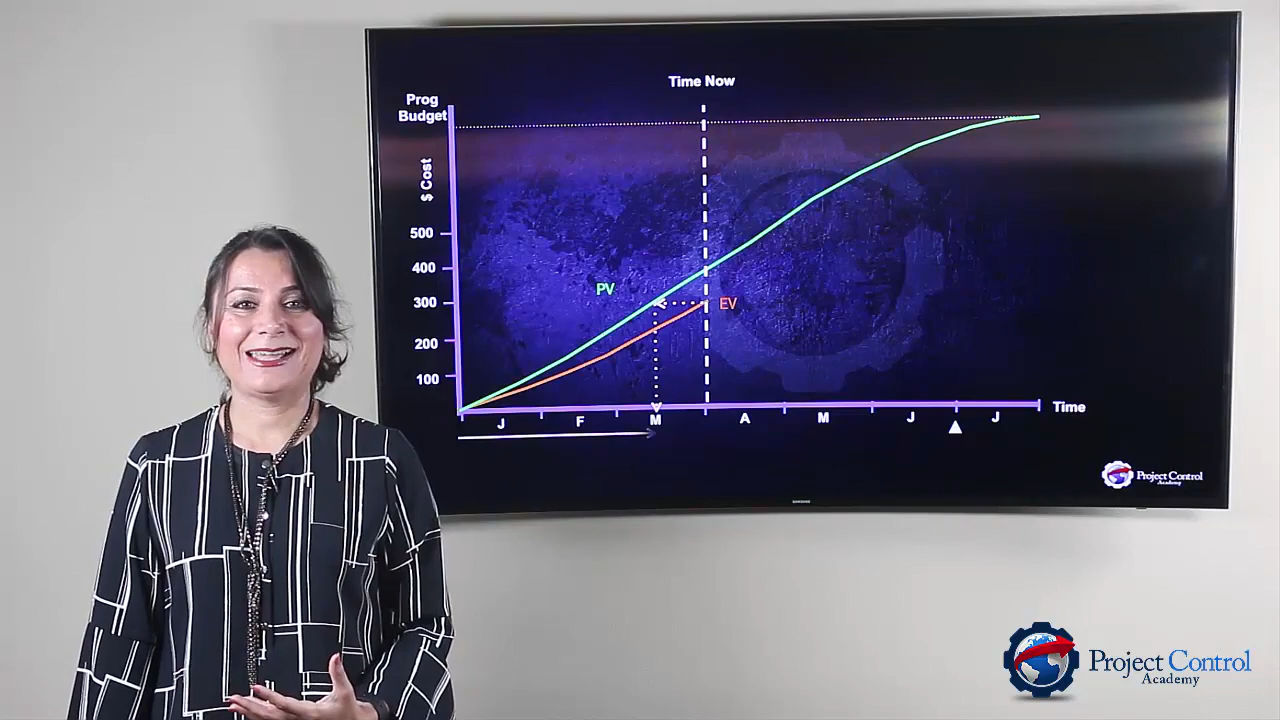 Time Now
Prog
Budget
$ Cost
500
400
300
200
100
PV
EV
J
F
M
A
M
J
J
Time
Project Control
Academy
SAMSUNG
Project Control
Academy